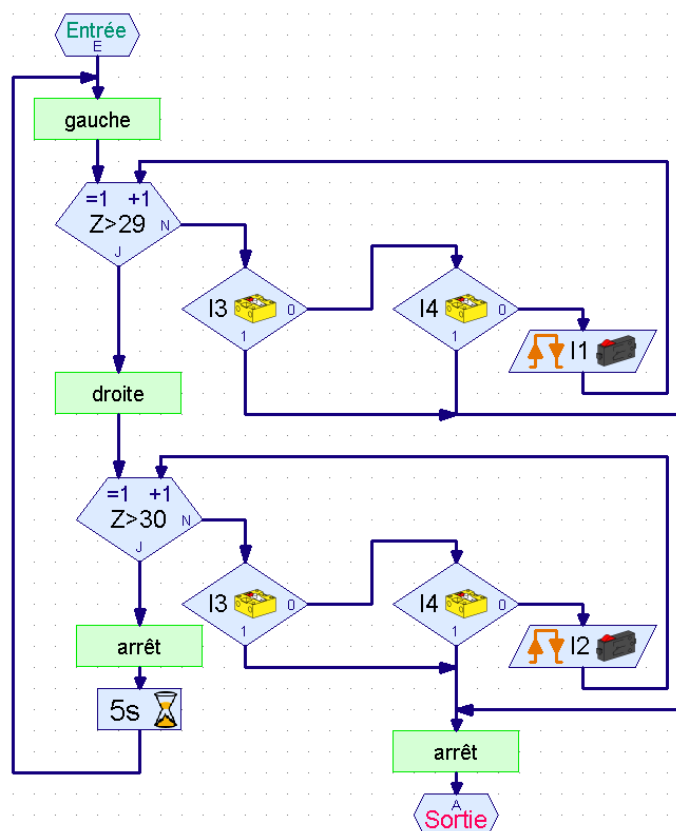 Entrée
E
gauche
=1 +1
Z>29
N
J
I3
0
1
I4
0
1
I1
droite
=1 +1
Z>30
N
J
I3
0
1
I4
0
1
I2
arrêt
5s
arrêt
A
Sortie